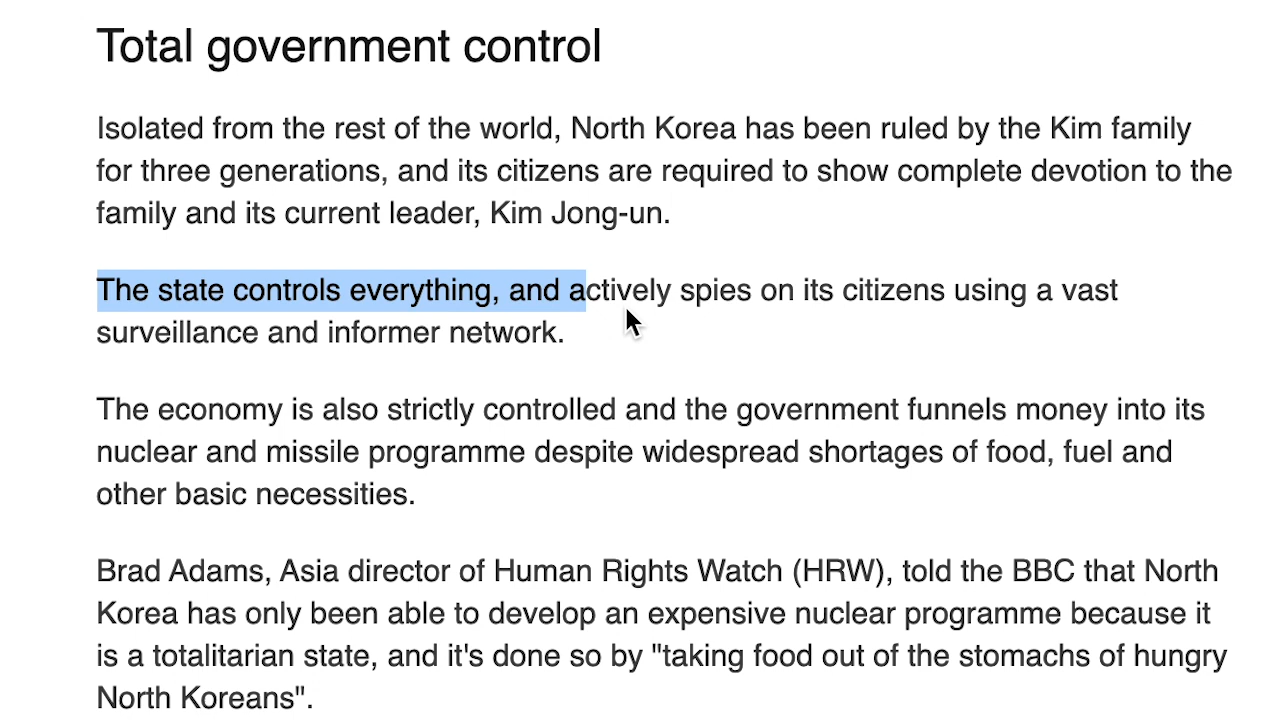 Total government control
Isolated from the rest of the world, North Korea has been ruled by the Kim family
for three generations, and its citizens are required to show complete devotion to the
family and its current leader, Kim Jong-un.
The state controls everything, and actively spies on its citizens using a vast
surveillance and informer network.
The economy is also strictly controlled and the government funnels money into its
nuclear and missile programme despite widespread shortages of food, fuel and
other basic necessities.
Brad Adams, Asia director of Human Rights Watch (HRW), told the BBC that North
Korea has only been able to develop an expensive nuclear programme because it
is a totalitarian state, and it's done so by "taking food out of the stomachs of hungry
North Koreans".